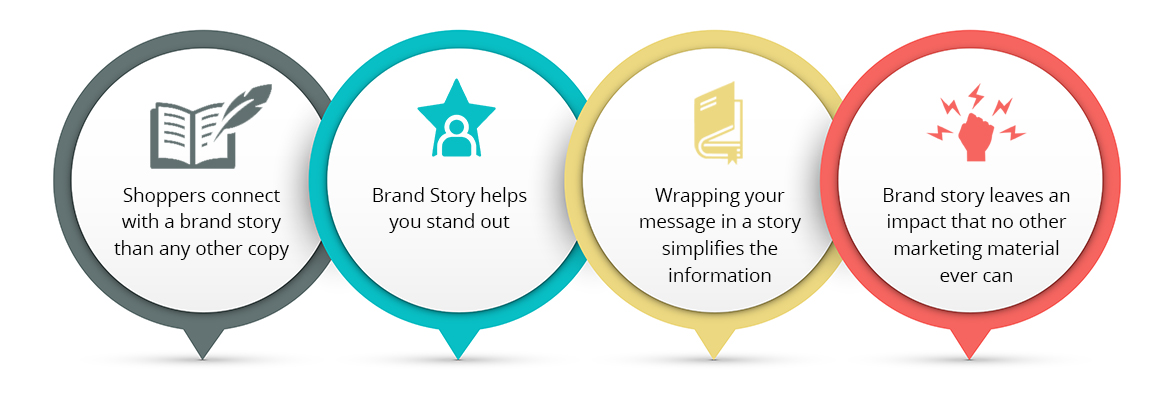 Shoppers connect
with a brand story
than any other copy
Brand Story helps
you stand out
Wrapping your
message in a story
simplifies the
information
Brand story leaves an
impact that no other
marketing material
ever can